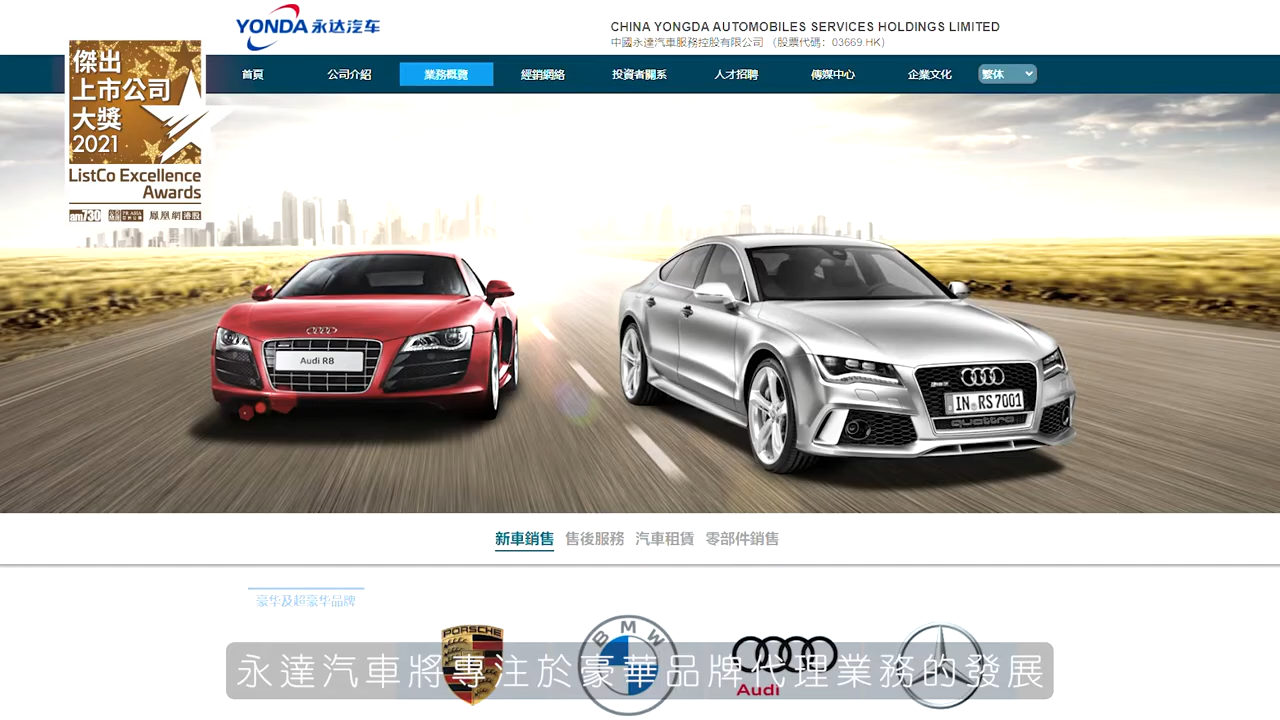 YONDA 永达汽车
CHINA YONGDA AUTOMOBILES SERVICES HOLDINGS LIMITED
中國永達汽車服務控股有限公司 (股票代碼: 03669.HK)
首頁 公司介紹 業務概覽 經銷網絡 投資者關系 人才招聘 傳媒中心 企業文化 繁体
傑出
上市公司
大獎
2021
ListCo Excellence
Awards
am730 PR ASIA 鳳凰網港股
Audi R8
IN RS 7001
quattro
新車銷售 售後服務 汽車租賃 零部件銷售
豪华及超豪华品牌
PORSCHE
BMW
Audi
永達汽車將專注於豪華品牌代理業務的發展